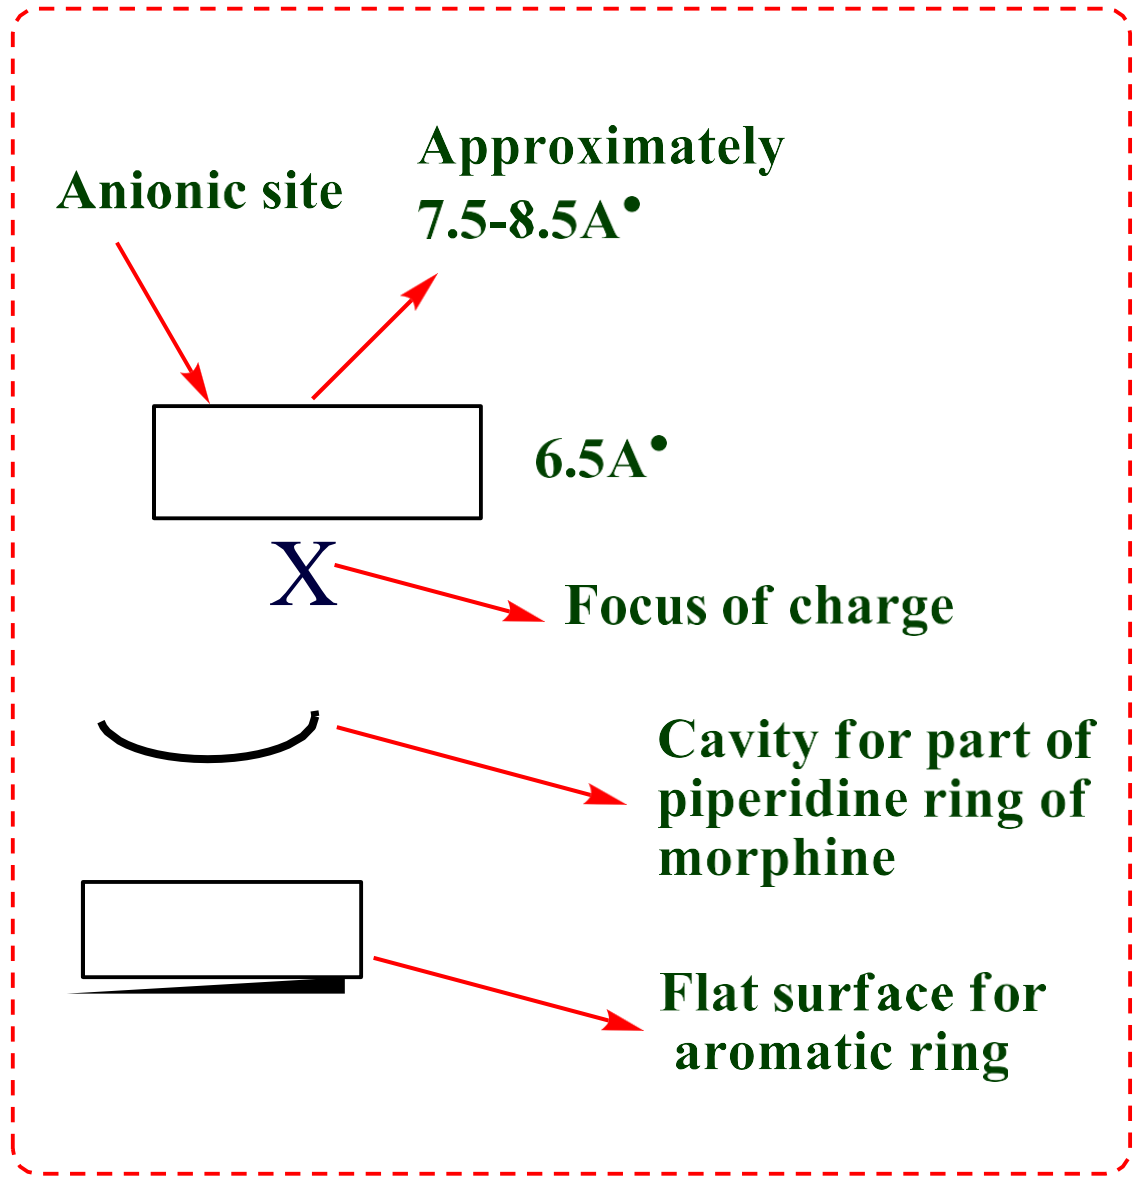 Anionic site
Approximately
7.5-8.5A•
6.5A•
X
Focus of charge
Cavity for part of
piperidine ring of
morphine
Flat surface for
aromatic ring